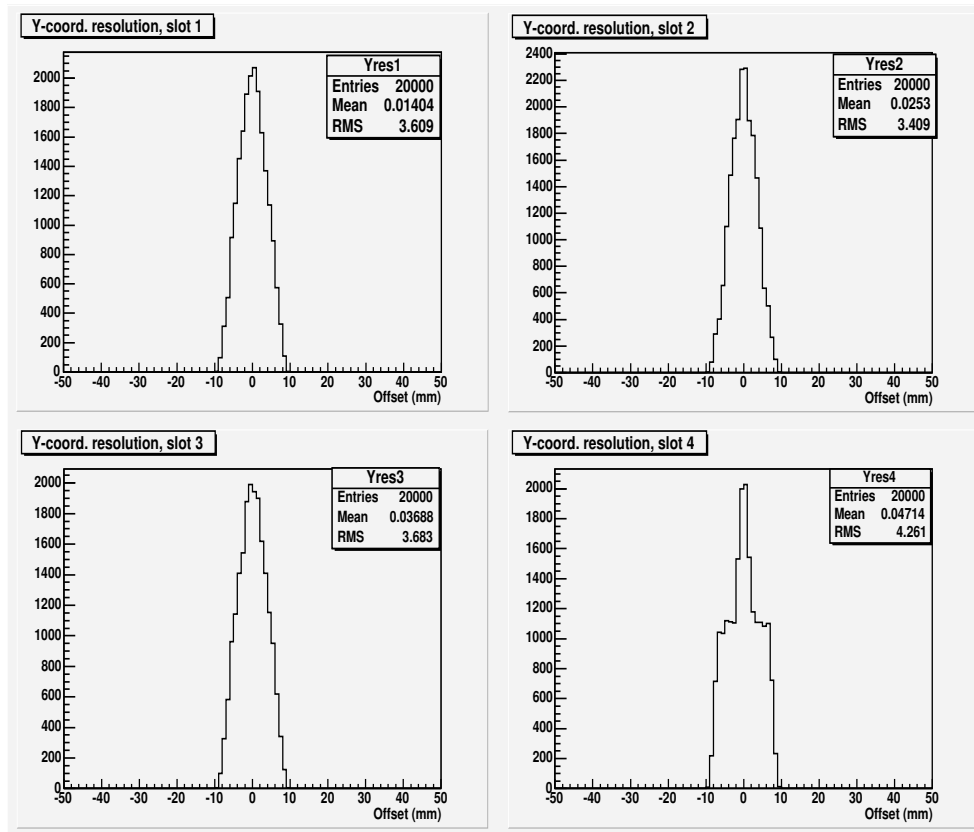 Y-coord. resolution, slot 1
Yres1
Entries 20000
Mean 0.01404
RMS 3.609
2000
1800
1600
1400
1200
1000
800
600
400
200
0
-50 -40 -30 -20 -10 0 10 20 30 40 50
Offset (mm)
Y-coord. resolution, slot 2
Yres2
Entries 20000
Mean 0.0253
RMS 3.409
2400
2200
2000
1800
1600
1400
1200
1000
800
600
400
200
0
-50 -40 -30 -20 -10 0 10 20 30 40 50
Offset (mm)
Y-coord. resolution, slot 3
Yres3
Entries 20000
Mean 0.03688
RMS 3.683
2000
1800
1600
1400
1200
1000
800
600
400
200
0
-50 -40 -30 -20 -10 0 10 20 30 40 50
Offset (mm)
Y-coord. resolution, slot 4
Yres4
Entries 20000
Mean 0.04714
RMS 4.261
2000
1800
1600
1400
1200
1000
800
600
400
200
0
-50 -40 -30 -20 -10 0 10 20 30 40 50
Offset (mm)